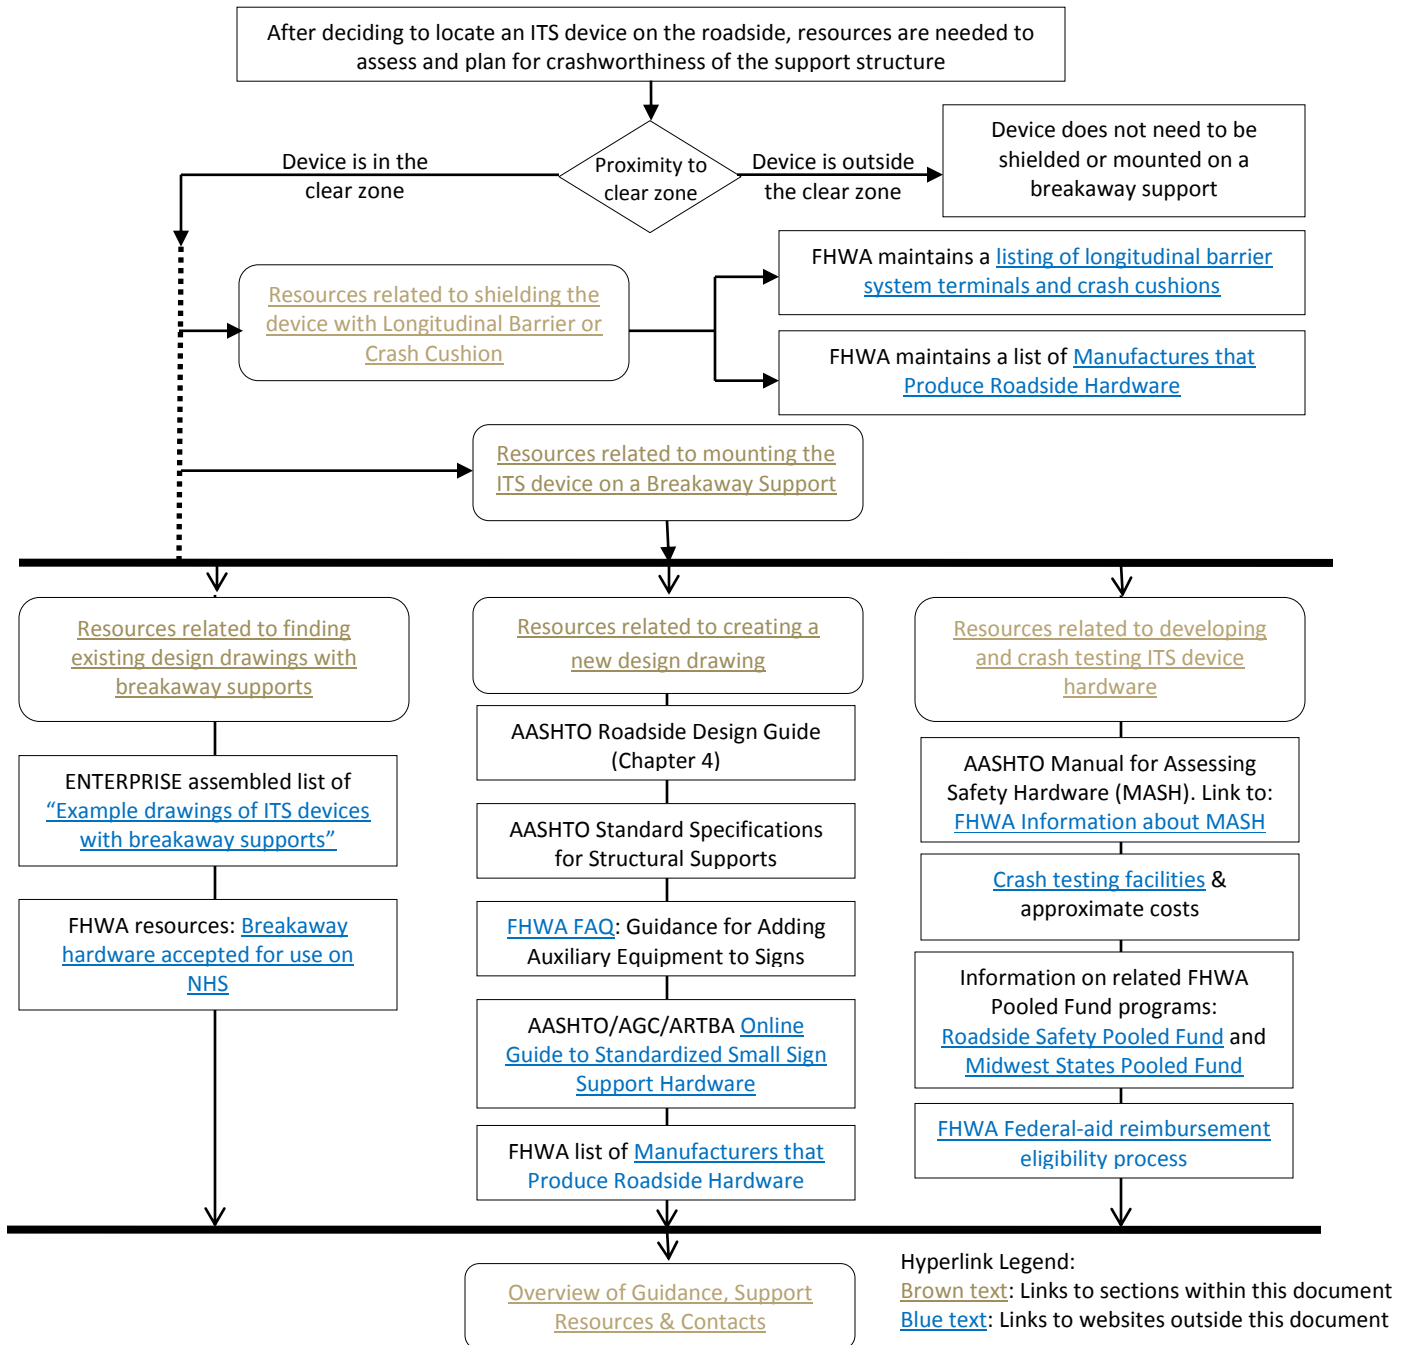 After deciding to locate an ITS device on the roadside, resources are needed to
assess and plan for crashworthiness of the support structure
Device is in the
clear zone
Proximity to
clear zone
Device is outside
the clear zone
Device does not need to be
shielded or mounted on a
breakaway support
Resources related to shielding the
device with Longitudinal Barrier or
Crash Cushion
FHWA maintains a listing of longitudinal barrier
system terminals and crash cushions
FHWA maintains a list of Manufactures that
Produce Roadside Hardware
Resources related to mounting the
ITS device on a Breakaway Support
Resources related to finding
existing design drawings with
breakaway supports
ENTERPRISE assembled list of
“Example drawings of ITS devices
with breakaway supports”
FHWA resources: Breakaway
hardware accepted for use on
NHS
Resources related to creating a
new design drawing
AASHTO Roadside Design Guide
(Chapter 4)
AASHTO Standard Specifications
for Structural Supports
FHWA FAQ: Guidance for Adding
Auxiliary Equipment to Signs
AASHTO/AGC/ARTBA Online
Guide to Standardized Small Sign
Support Hardware
FHWA list of Manufacturers that
Produce Roadside Hardware
Resources related to developing
and crash testing ITS device
hardware
AASHTO Manual for Assessing
Safety Hardware (MASH). Link to:
FHWA Information about MASH
Crash testing facilities &
approximate costs
Information on related FHWA
Pooled Fund programs:
Roadside Safety Pooled Fund and
Midwest States Pooled Fund
FHWA Federal-aid reimbursement
eligibility process
Overview of Guidance, Support
Resources & Contacts
Hyperlink Legend:
Brown text: Links to sections within this document
Blue text: Links to websites outside this document